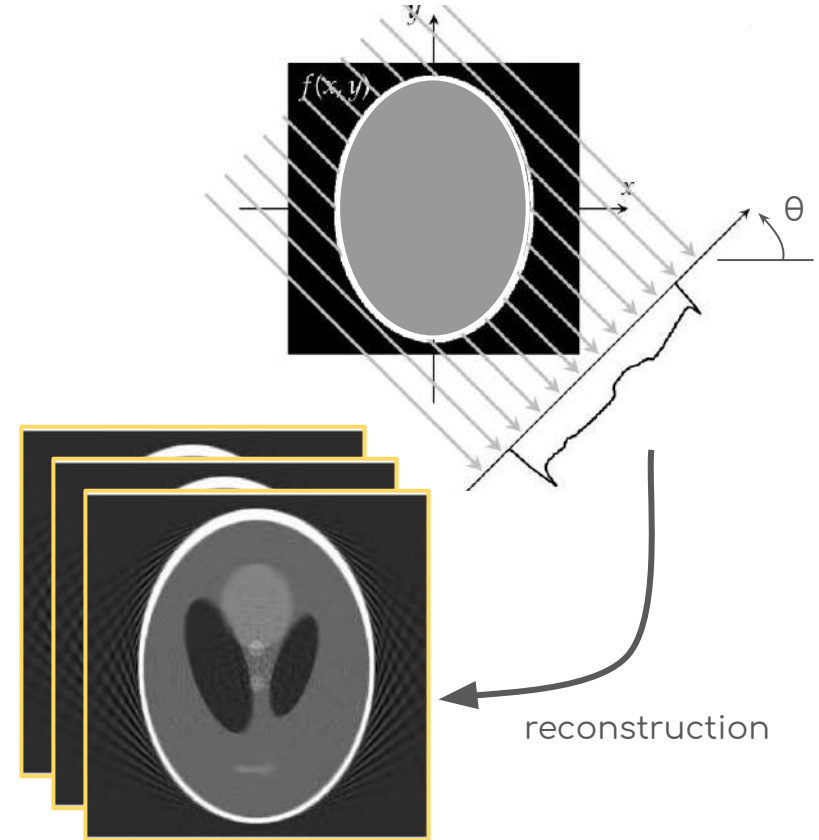 y
f(x, y)
x
θ
reconstruction